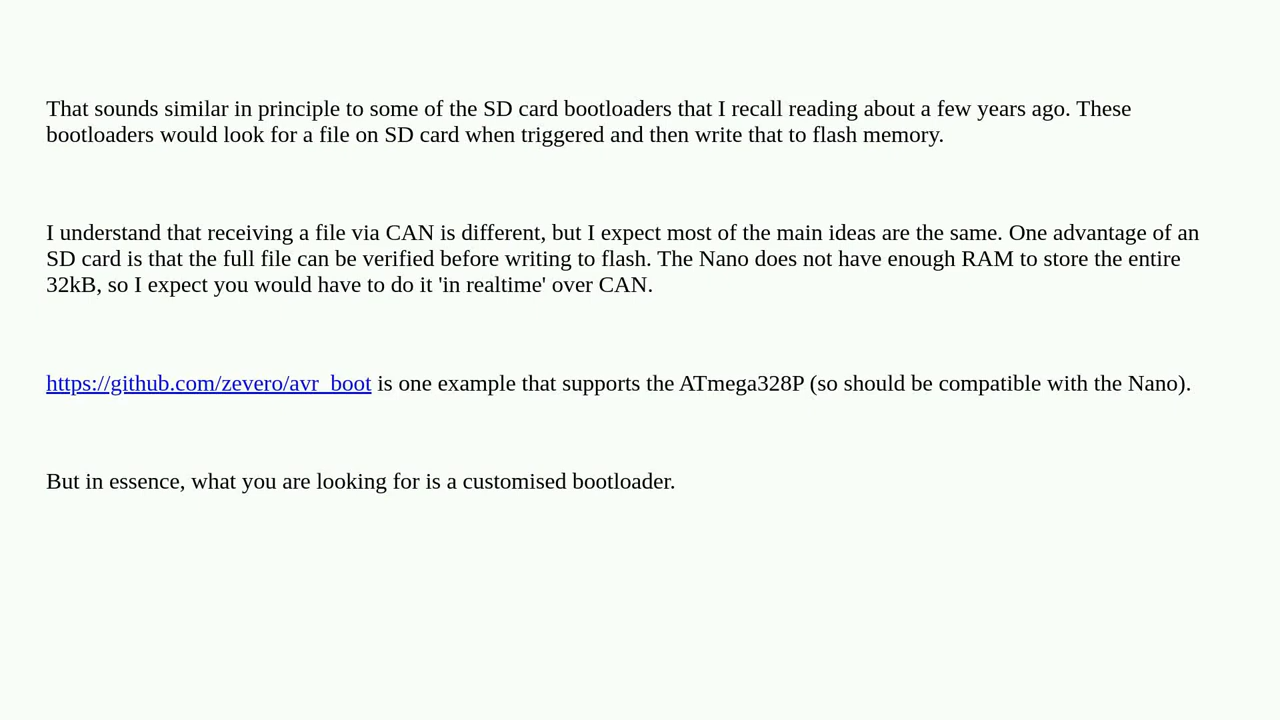 That sounds similar in principle to some of the SD card bootloaders that I recall reading about a few years ago. These
bootloaders would look for a file on SD card when triggered and then write that to flash memory.
I understand that receiving a file via CAN is different, but I expect most of the main ideas are the same. One advantage of an
SD card is that the full file can be verified before writing to flash. The Nano does not have enough RAM to store the entire
32kB, so I expect you would have to do it 'in realtime' over CAN.
https://github.com/zevero/avr_boot is one example that supports the ATmega328P (so should be compatible with the Nano).
But in essence, what you are looking for is a customised bootloader.